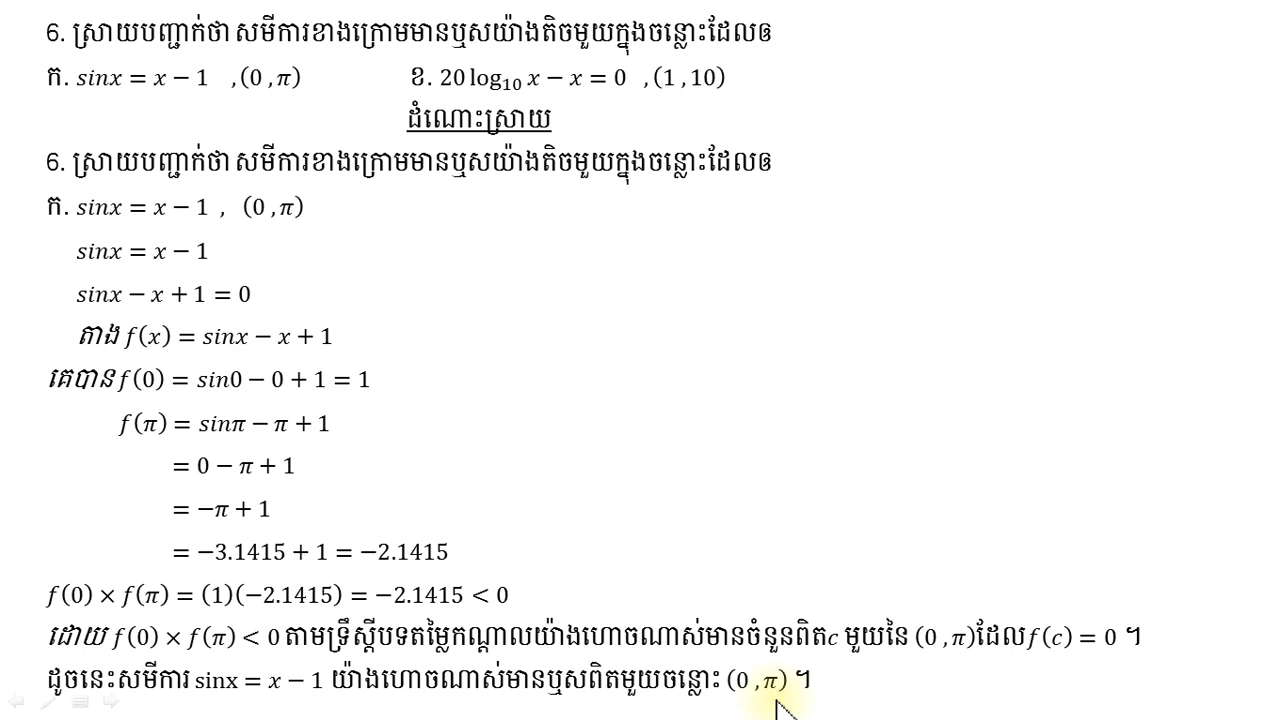 6. ស្រាយបញ្ជាក់ថា សមីការខាងក្រោមមានឬសយ៉ាងតិចមួយក្នុងចន្លោះដែលឲ
ក. sinx = x − 1 , (0 , π) ខ. 20 log₁₀ x − x = 0 , (1 , 10)
ដំណោះស្រាយ
6. ស្រាយបញ្ជាក់ថា សមីការខាងក្រោមមានឬសយ៉ាងតិចមួយក្នុងចន្លោះដែលឲ
ក. sinx = x − 1 , (0 , π)
sinx = x − 1
sinx − x + 1 = 0
តាង f(x) = sinx − x + 1
គេបាន f(0) = sin0 − 0 + 1 = 1
f(π) = sinπ − π + 1
= 0 − π + 1
= −π + 1
= −3.1415 + 1 = −2.1415
f(0) × f(π) = (1)(−2.1415) = −2.1415 < 0
ដោយ f(0) × f(π) < 0 តាមទ្រឹស្តីបទតម្លៃកណ្តាលយ៉ាងហោចណាស់មានចំនួនពិតc មួយនៃ (0 , π)ដែលf(c) = 0 ។
ដូចនេះសមីការ sinx = x − 1 យ៉ាងហោចណាស់មានឬសពិតមួយចន្លោះ (0 , π) ។